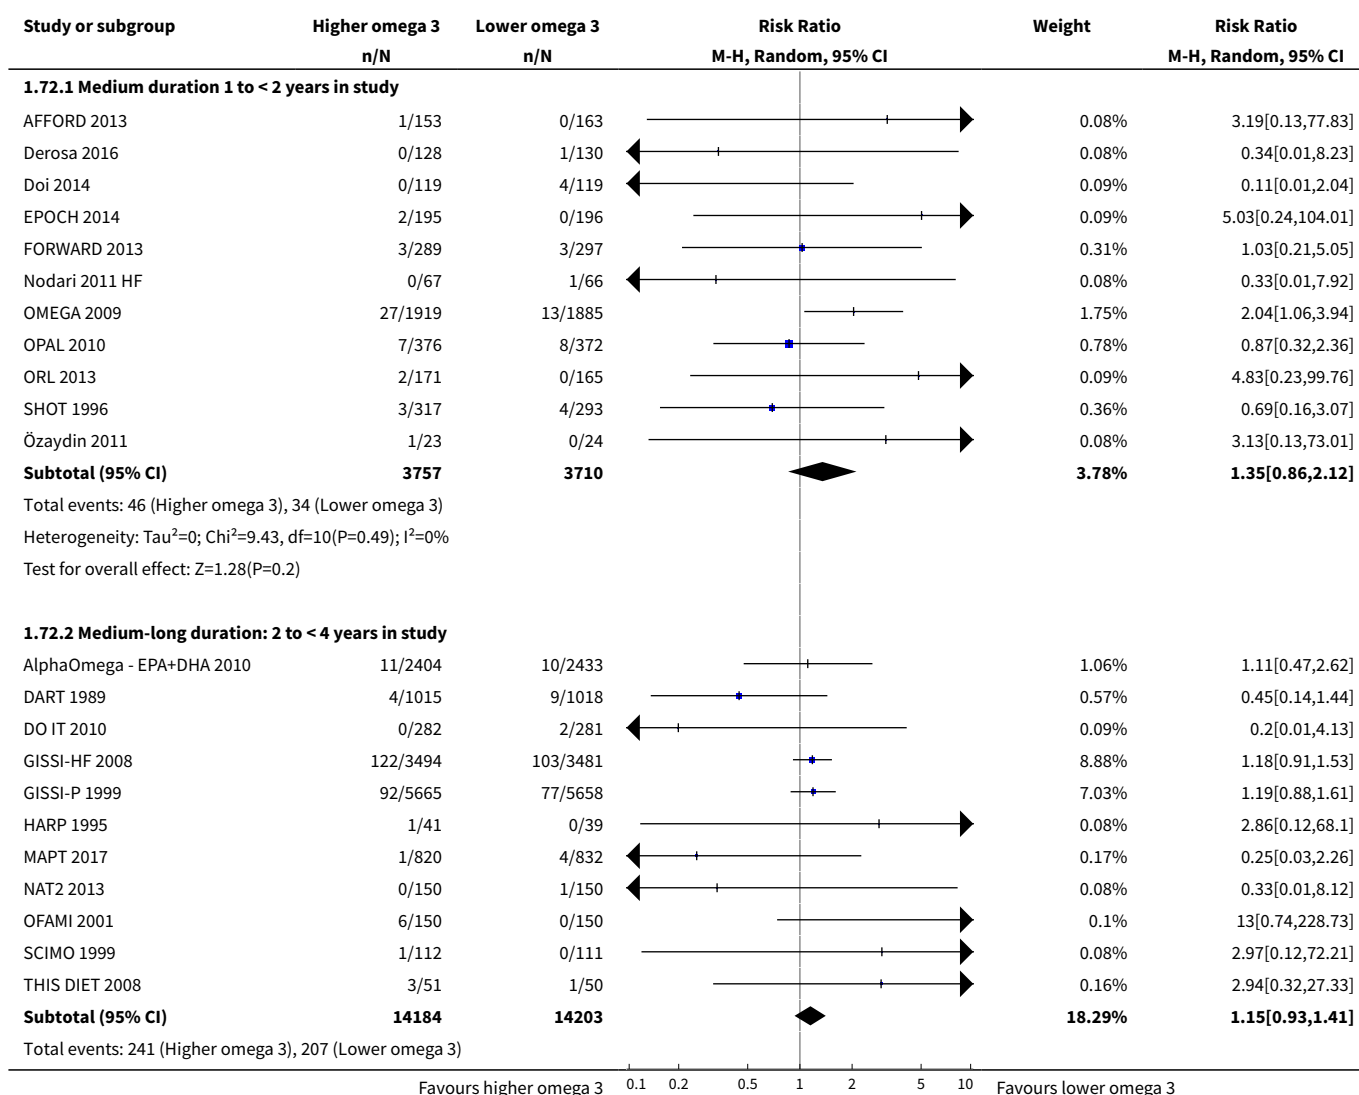 Study or subgroup Higher omega 3 Lower omega 3 Risk Ratio Weight Risk Ratio
n/N n/N M-H, Random, 95% CI M-H, Random, 95% CI
1.72.1 Medium duration 1 to < 2 years in study
AFFORD 2013 1/153 0/163 0.08% 3.19[0.13,77.83]
Derosa 2016 0/128 1/130 0.08% 0.34[0.01,8.23]
Doi 2014 0/119 4/119 0.09% 0.11[0.01,2.04]
EPOCH 2014 2/195 0/196 0.09% 5.03[0.24,104.01]
FORWARD 2013 3/289 3/297 0.31% 1.03[0.21,5.05]
Nodari 2011 HF 0/67 1/66 0.08% 0.33[0.01,7.92]
OMEGA 2009 27/1919 13/1885 1.75% 2.04[1.06,3.94]
OPAL 2010 7/376 8/372 0.78% 0.87[0.32,2.36]
ORL 2013 2/171 0/165 0.09% 4.83[0.23,99.76]
SHOT 1996 3/317 4/293 0.36% 0.69[0.16,3.07]
Özaydin 2011 1/23 0/24 0.08% 3.13[0.13,73.01]
Subtotal (95% CI) 3757 3710 3.78% 1.35[0.86,2.12]
Total events: 46 (Higher omega 3), 34 (Lower omega 3)
Heterogeneity: Tau²=0; Chi²=9.43, df=10(P=0.49); I²=0%
Test for overall effect: Z=1.28(P=0.2)
1.72.2 Medium-long duration: 2 to < 4 years in study
AlphaOmega - EPA+DHA 2010 11/2404 10/2433 1.06% 1.11[0.47,2.62]
DART 1989 4/1015 9/1018 0.57% 0.45[0.14,1.44]
DO IT 2010 0/282 2/281 0.09% 0.2[0.01,4.13]
GISSI-HF 2008 122/3494 103/3481 8.88% 1.18[0.91,1.53]
GISSI-P 1999 92/5665 77/5658 7.03% 1.19[0.88,1.61]
HARP 1995 1/41 0/39 0.08% 2.86[0.12,68.1]
MAPT 2017 1/820 4/832 0.17% 0.25[0.03,2.26]
NAT2 2013 0/150 1/150 0.08% 0.33[0.01,8.12]
OFAMI 2001 6/150 0/150 0.1% 13[0.74,228.73]
SCIMO 1999 1/112 0/111 0.08% 2.97[0.12,72.21]
THIS DIET 2008 3/51 1/50 0.16% 2.94[0.32,27.33]
Subtotal (95% CI) 14184 14203 18.29% 1.15[0.93,1.41]
Total events: 241 (Higher omega 3), 207 (Lower omega 3)
Favours higher omega 3 0.1 0.2 0.5 1 2 5 10 Favours lower omega 3